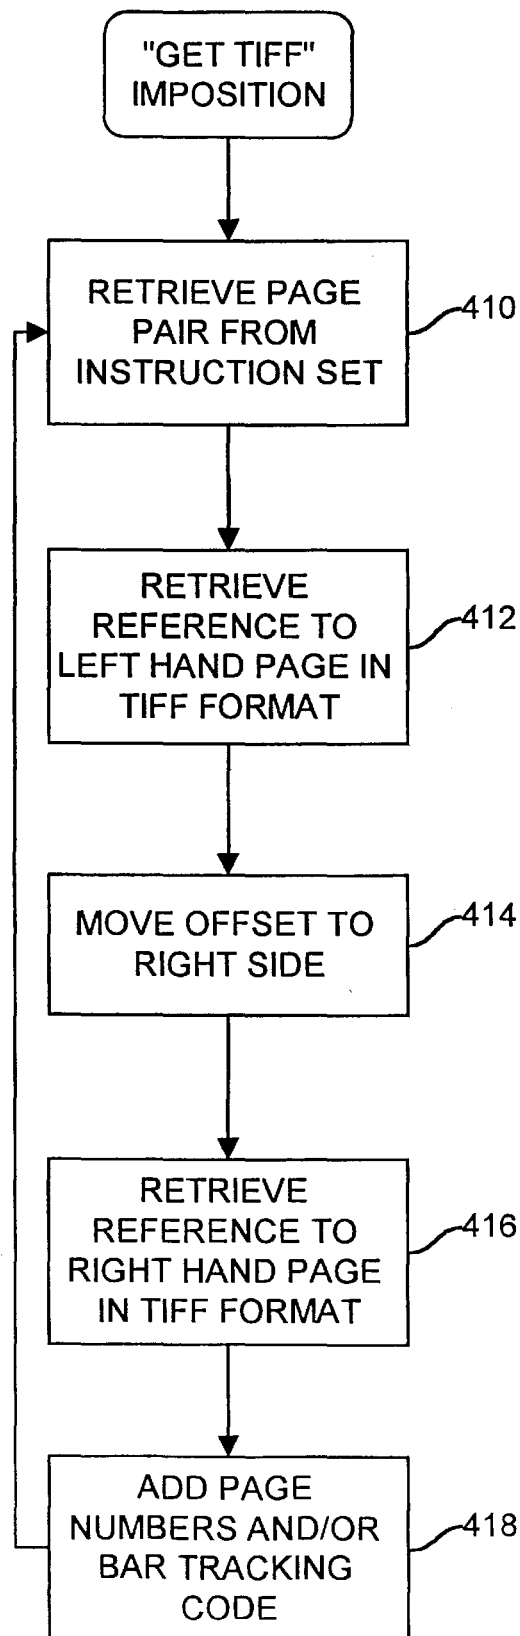 "GET TIFF"
IMPOSITION
RETRIEVE PAGE
PAIR FROM
INSTRUCTION SET
410
RETRIEVE
REFERENCE TO
LEFT HAND PAGE IN
TIFF FORMAT
412
MOVE OFFSET TO
RIGHT SIDE
414
RETRIEVE
REFERENCE TO
RIGHT HAND PAGE
IN TIFF FORMAT
416
ADD PAGE
NUMBERS AND/OR
BAR TRACKING
CODE
418